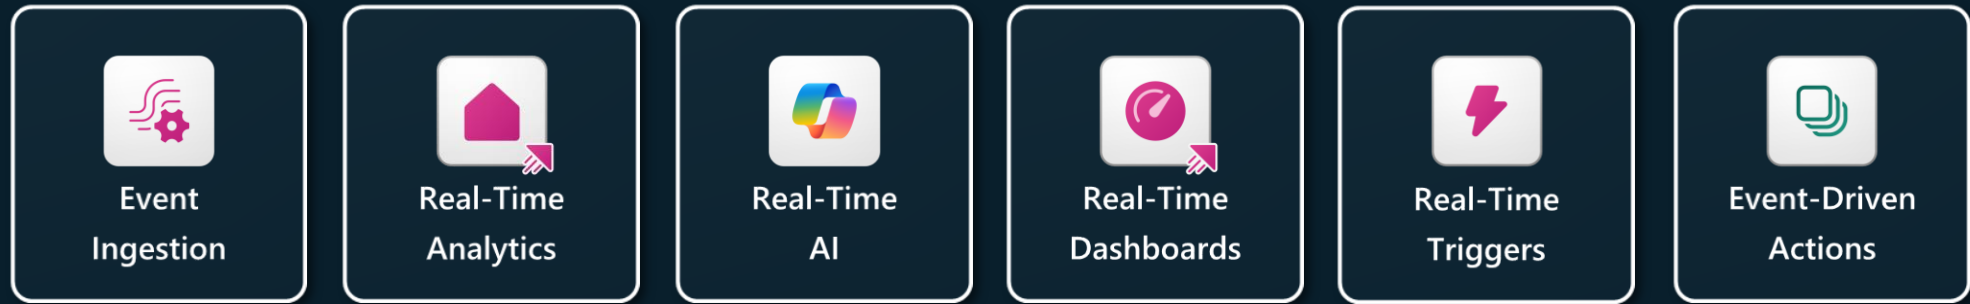 Event
Ingestion
Real-Time
Analytics
Real-Time
AI
Real-Time
Dashboards
Real-Time
Triggers
Event-Driven
Actions